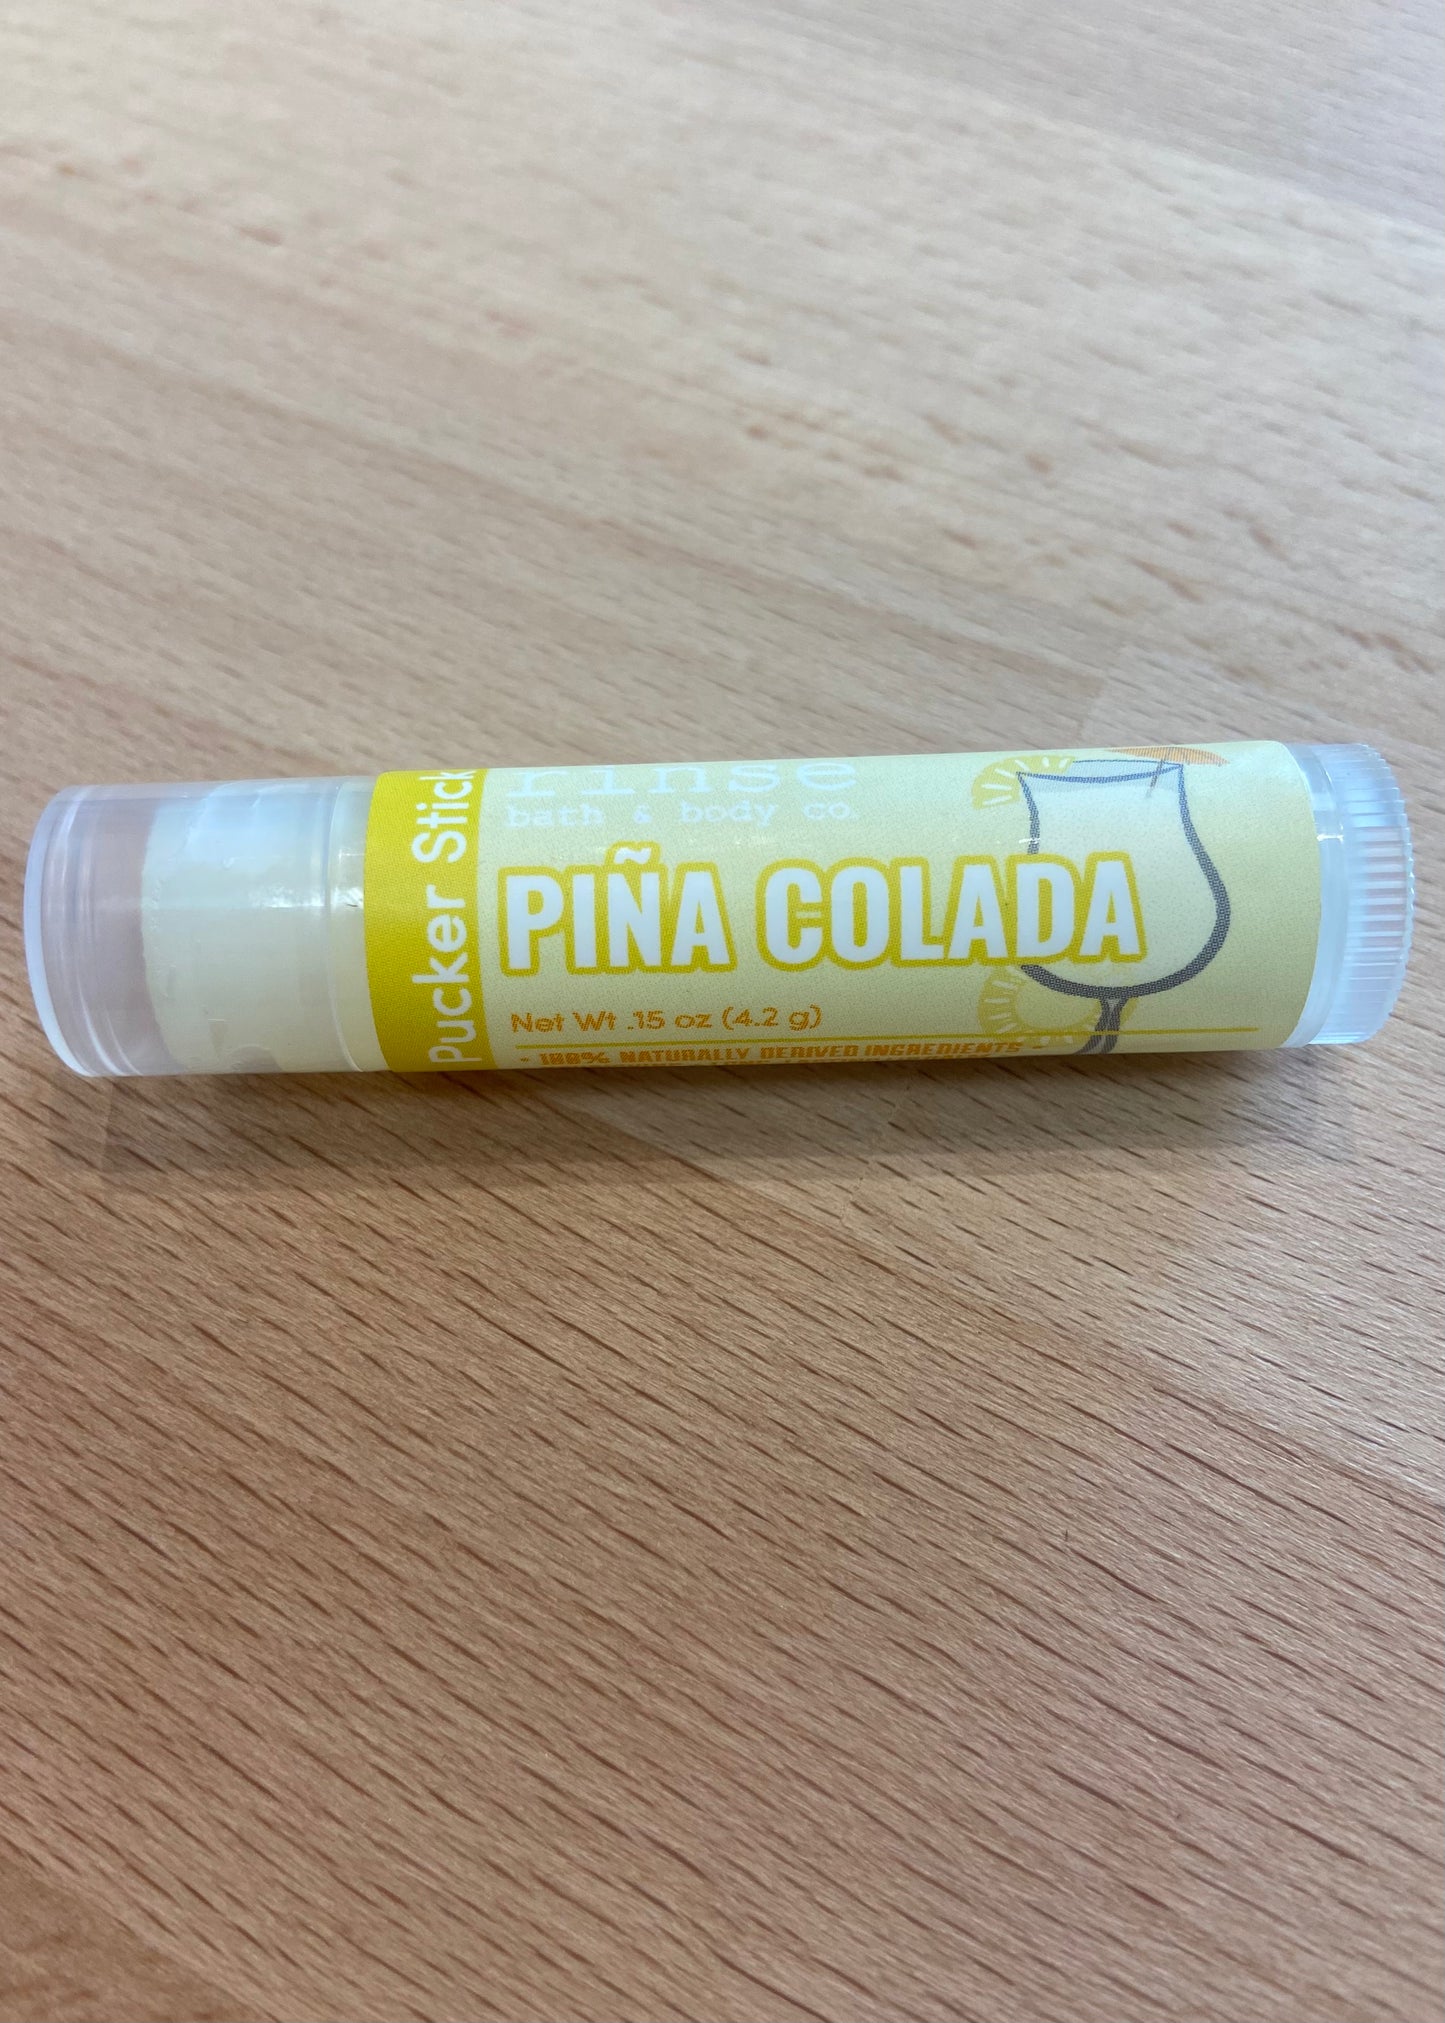 Pucker Stick
rinse
bath & body co
PIÑA COLADA
Net Wt .15 oz (4.2 g)
• 100% NATURALLY DERIVED INGREDIENTS